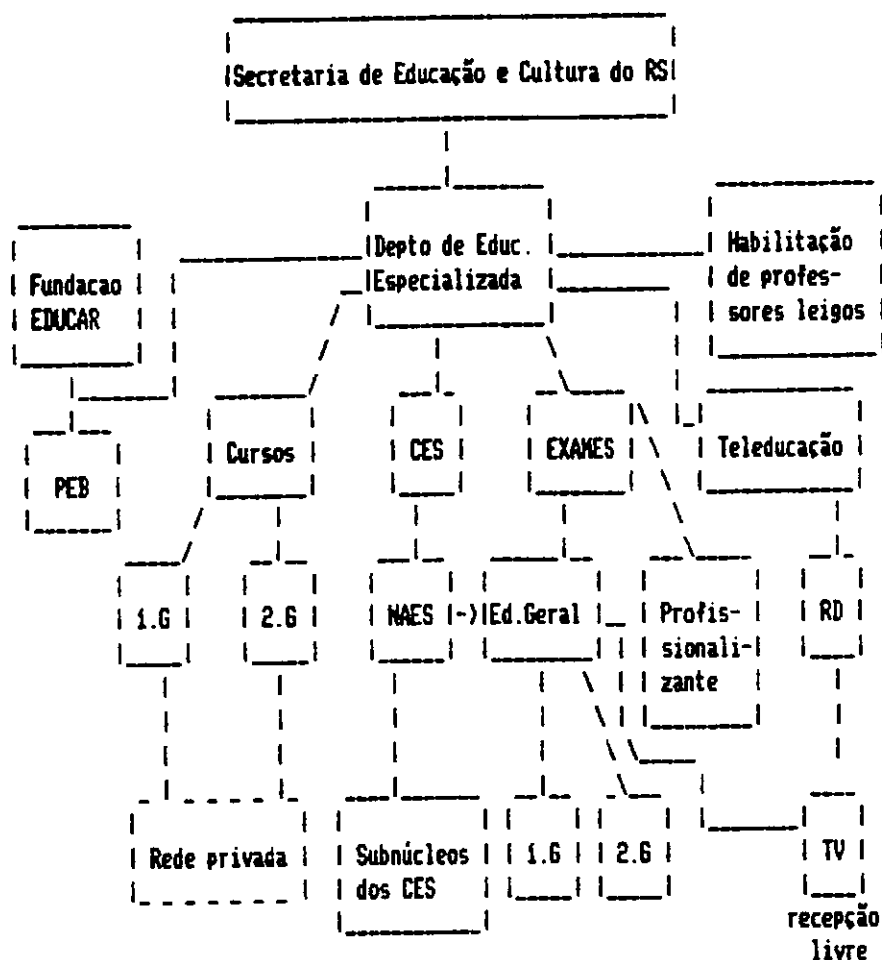 Secretaria de Educação e Cultura do RS
Depto de Educ.
Especializada
Habilitação
de profes-
sores leigos
Fundacao
EDUCAR
PEB
Cursos
CES
EXAMES
Teleducação
1.G
2.G
NAES
Ed.Geral
Profis-
sionali-
zante
RD
Rede privada
Subnúcleos
dos CES
1.G
2.G
TV
recepção
livre